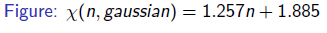 Figure: χ(n, gaussian) = 1.257n + 1.885